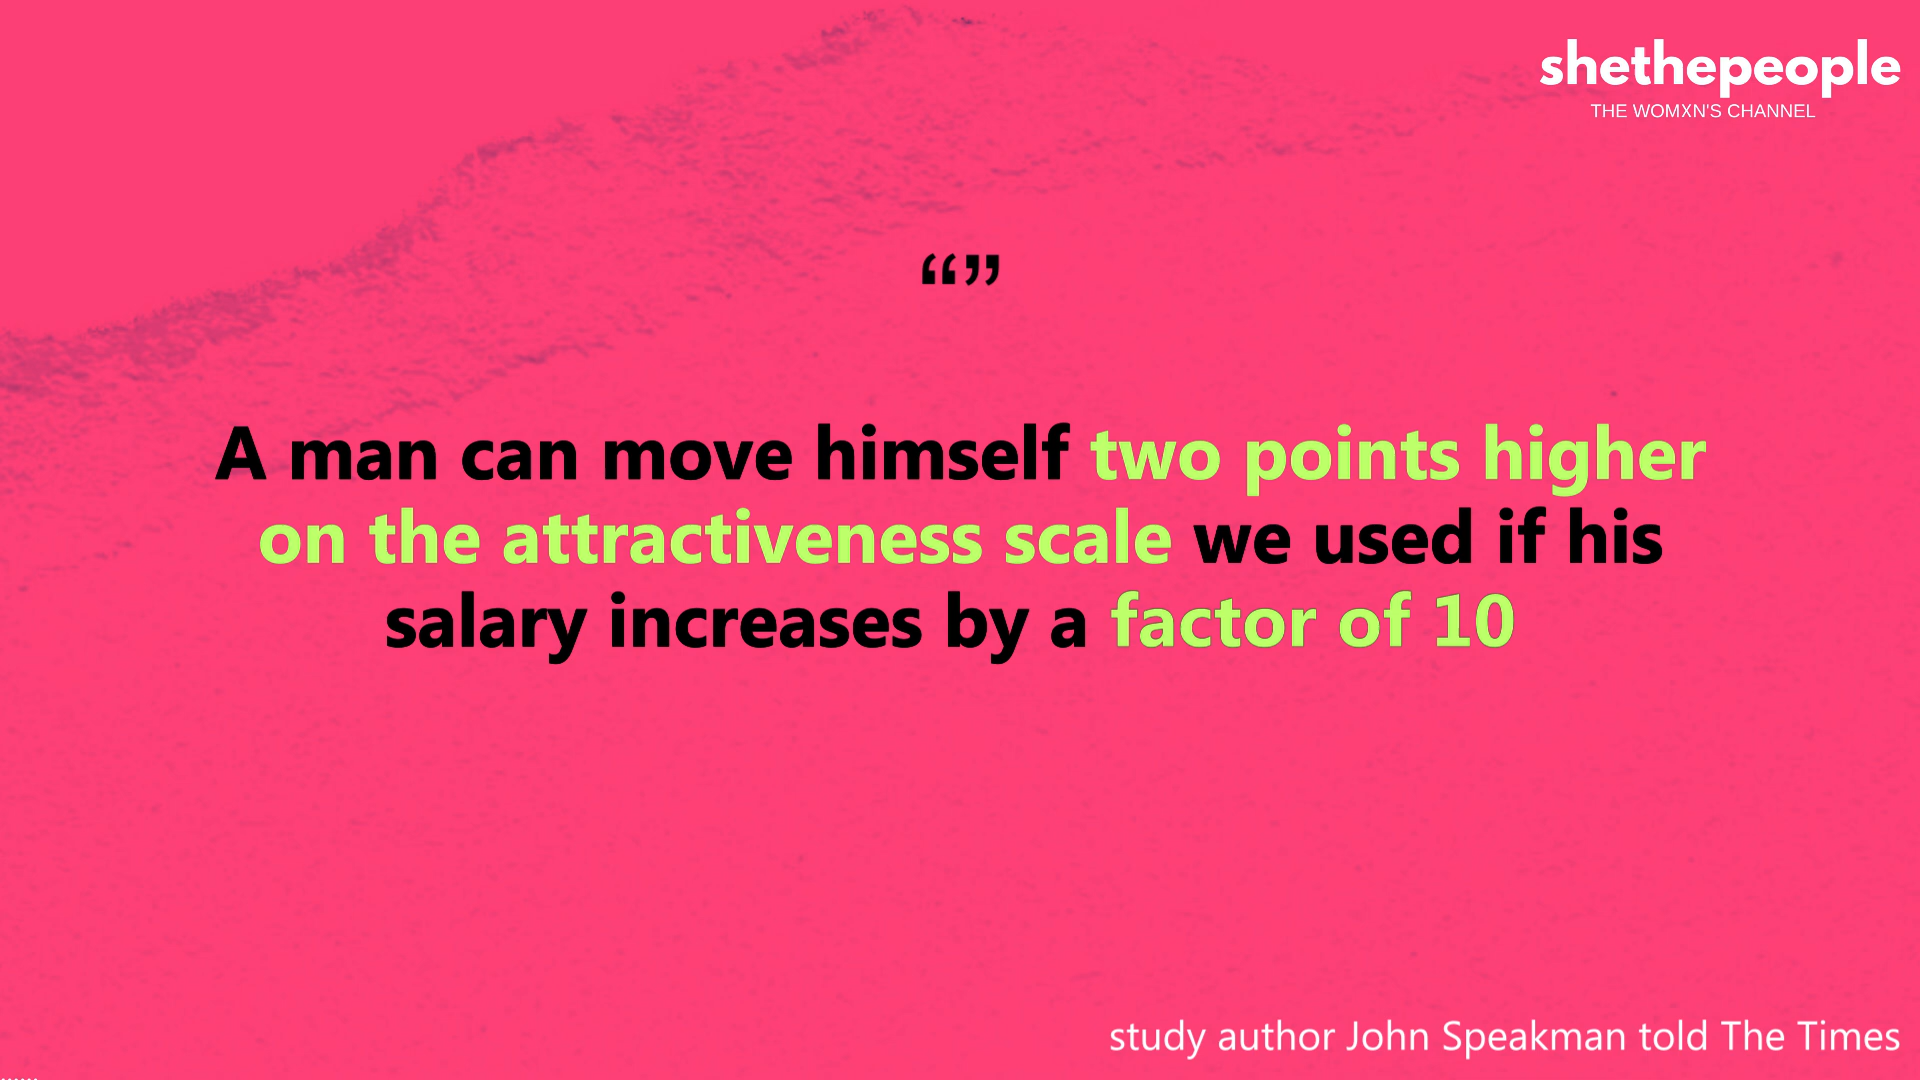 shethepeople
THE WOMXN'S CHANNEL
“”
A man can move himself two points higher
on the attractiveness scale we used if his
salary increases by a factor of 10
study author John Speakman told The Times